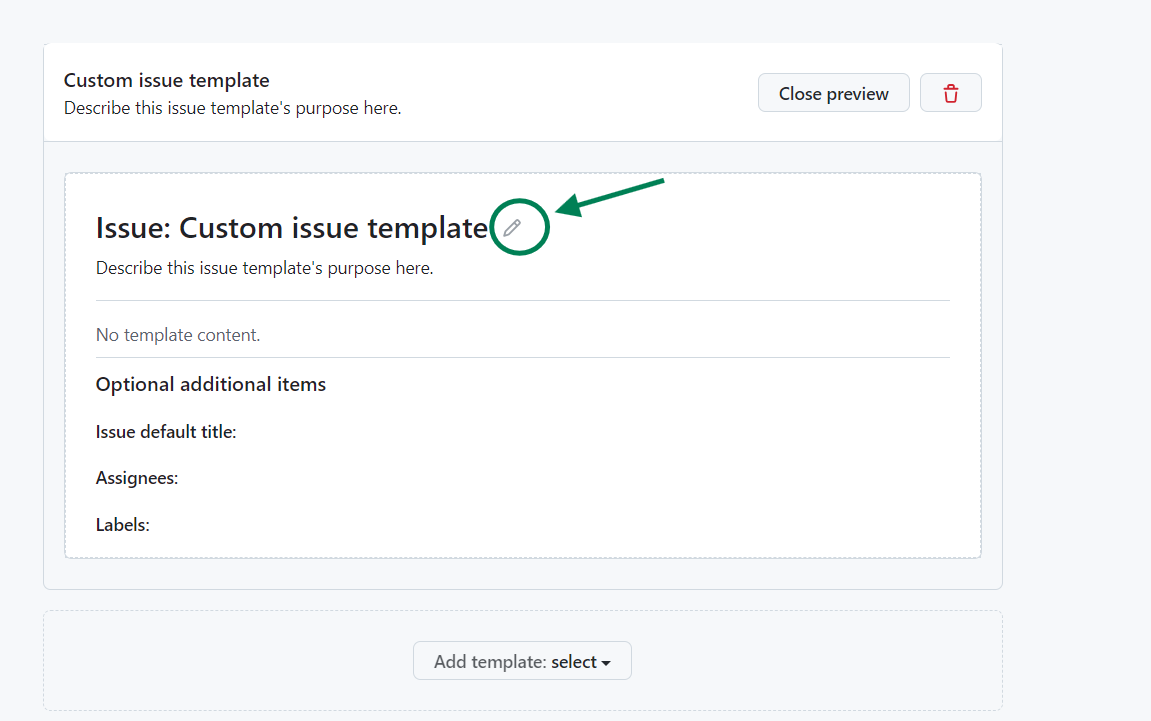 Custom issue template
Describe this issue template's purpose here.
Close preview
Issue: Custom issue template
Describe this issue template's purpose here.
No template content.
Optional additional items
Issue default title:
Assignees:
Labels:
Add template: select